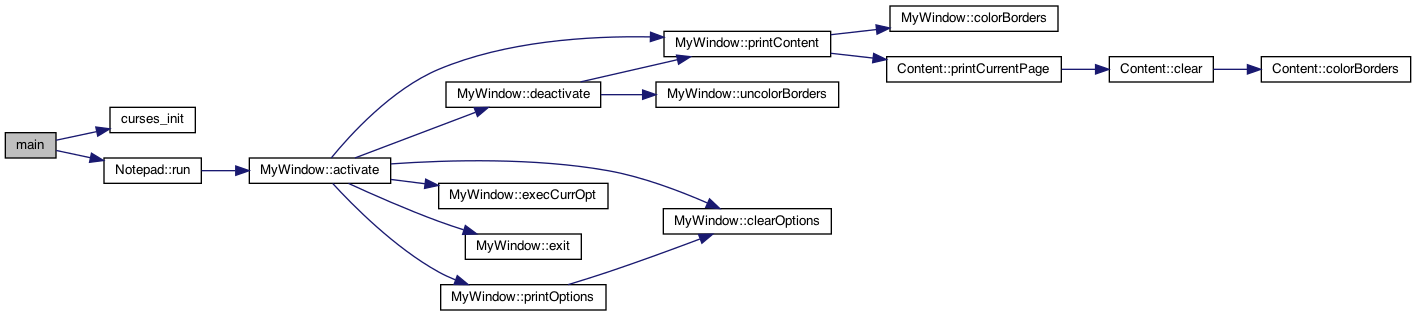 main
curses_init
Notepad::run
MyWindow::activate
MyWindow::deactivate
MyWindow::execCurrOpt
MyWindow::exit
MyWindow::printOptions
MyWindow::printContent
MyWindow::uncolorBorders
MyWindow::clearOptions
MyWindow::colorBorders
Content::printCurrentPage
Content::clear
Content::colorBorders